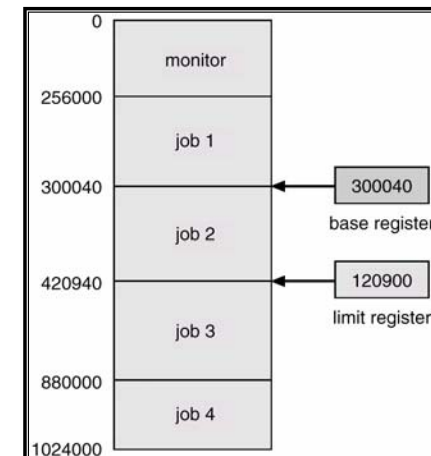 0
monitor
256000
job 1
300040
300040
base register
job 2
420940
120900
limit register
job 3
880000
job 4
1024000